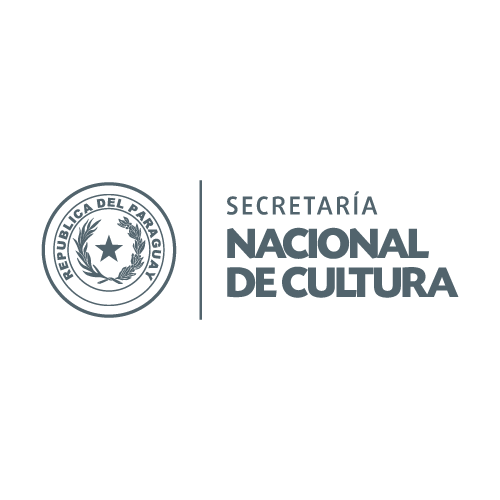 REPUBLICA DEL PARAGUAY
SECRETARÍA
NACIONAL
DE CULTURA